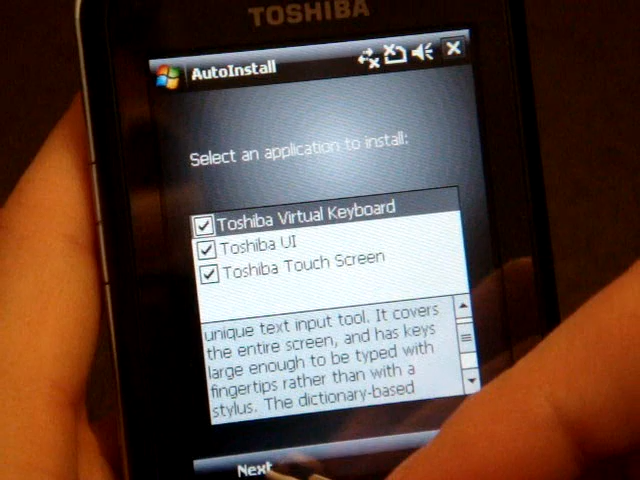 TOSHIBA
AutoInstall
Select an application to install:
Toshiba Virtual Keyboard
Toshiba UI
Toshiba Touch Screen
unique text input tool. It covers
the entire screen, and has keys
large enough to be typed with
fingertips rather than with a
stylus. The dictionary-based
Next